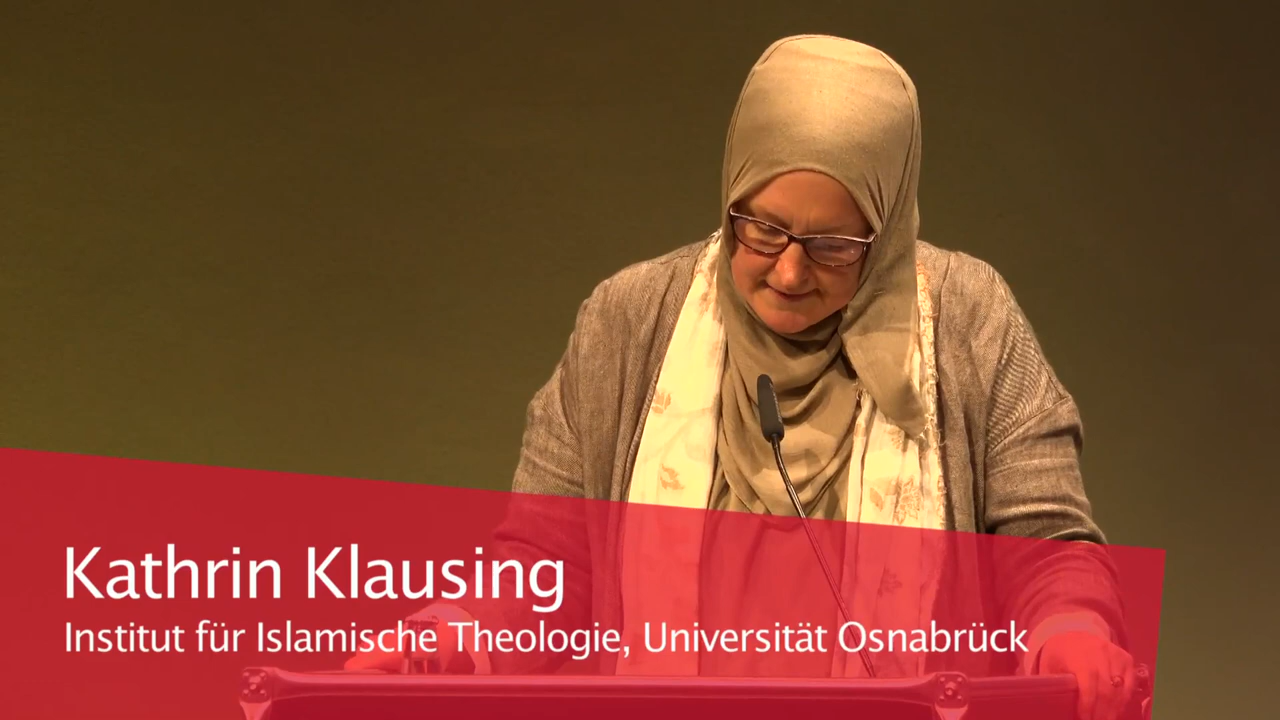 Kathrin Klausing
Institut für Islamische Theologie, Universität Osnabrück